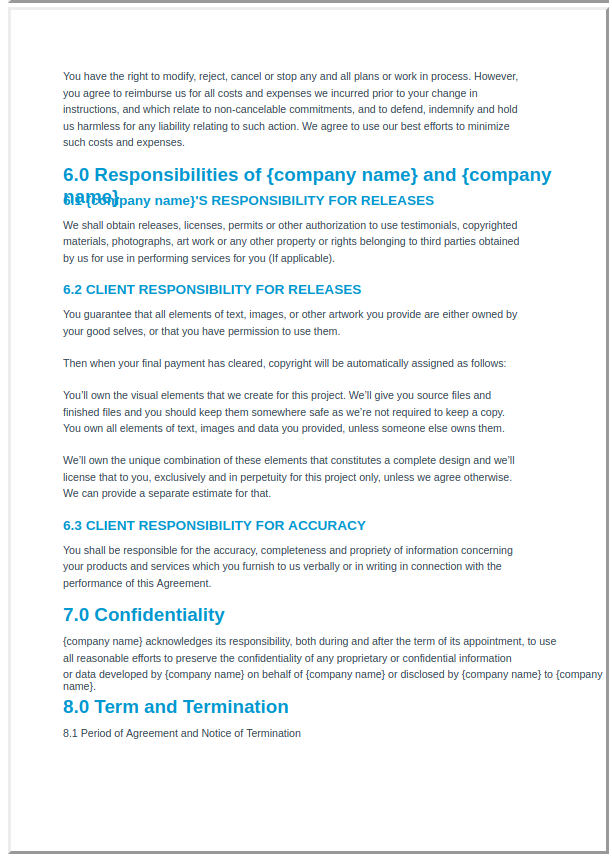 You have the right to modify, reject, cancel or stop any and all plans or work in process. However,
you agree to reimburse us for all costs and expenses we incurred prior to your change in
instructions, and which relate to non-cancelable commitments, and to defend, indemnify and hold
us harmless for any liability relating to such action. We agree to use our best efforts to minimize
such costs and expenses.
6.0 Responsibilities of {company name} and {company
name}
6.1 {company name}'S RESPONSIBILITY FOR RELEASES
We shall obtain releases, licenses, permits or other authorization to use testimonials, copyrighted
materials, photographs, art work or any other property or rights belonging to third parties obtained
by us for use in performing services for you (If applicable).
6.2 CLIENT RESPONSIBILITY FOR RELEASES
You guarantee that all elements of text, images, or other artwork you provide are either owned by
your good selves, or that you have permission to use them.
Then when your final payment has cleared, copyright will be automatically assigned as follows:
You’ll own the visual elements that we create for this project. We’ll give you source files and
finished files and you should keep them somewhere safe as we’re not required to keep a copy.
You own all elements of text, images and data you provided, unless someone else owns them.
We’ll own the unique combination of these elements that constitutes a complete design and we’ll
license that to you, exclusively and in perpetuity for this project only, unless we agree otherwise.
We can provide a separate estimate for that.
6.3 CLIENT RESPONSIBILITY FOR ACCURACY
You shall be responsible for the accuracy, completeness and propriety of information concerning
your products and services which you furnish to us verbally or in writing in connection with the
performance of this Agreement.
7.0 Confidentiality
{company name} acknowledges its responsibility, both during and after the term of its appointment, to use
all reasonable efforts to preserve the confidentiality of any proprietary or confidential information
or data developed by {company name} on behalf of {company name} or disclosed by {company name} to {company
name}.
8.0 Term and Termination
8.1 Period of Agreement and Notice of Termination